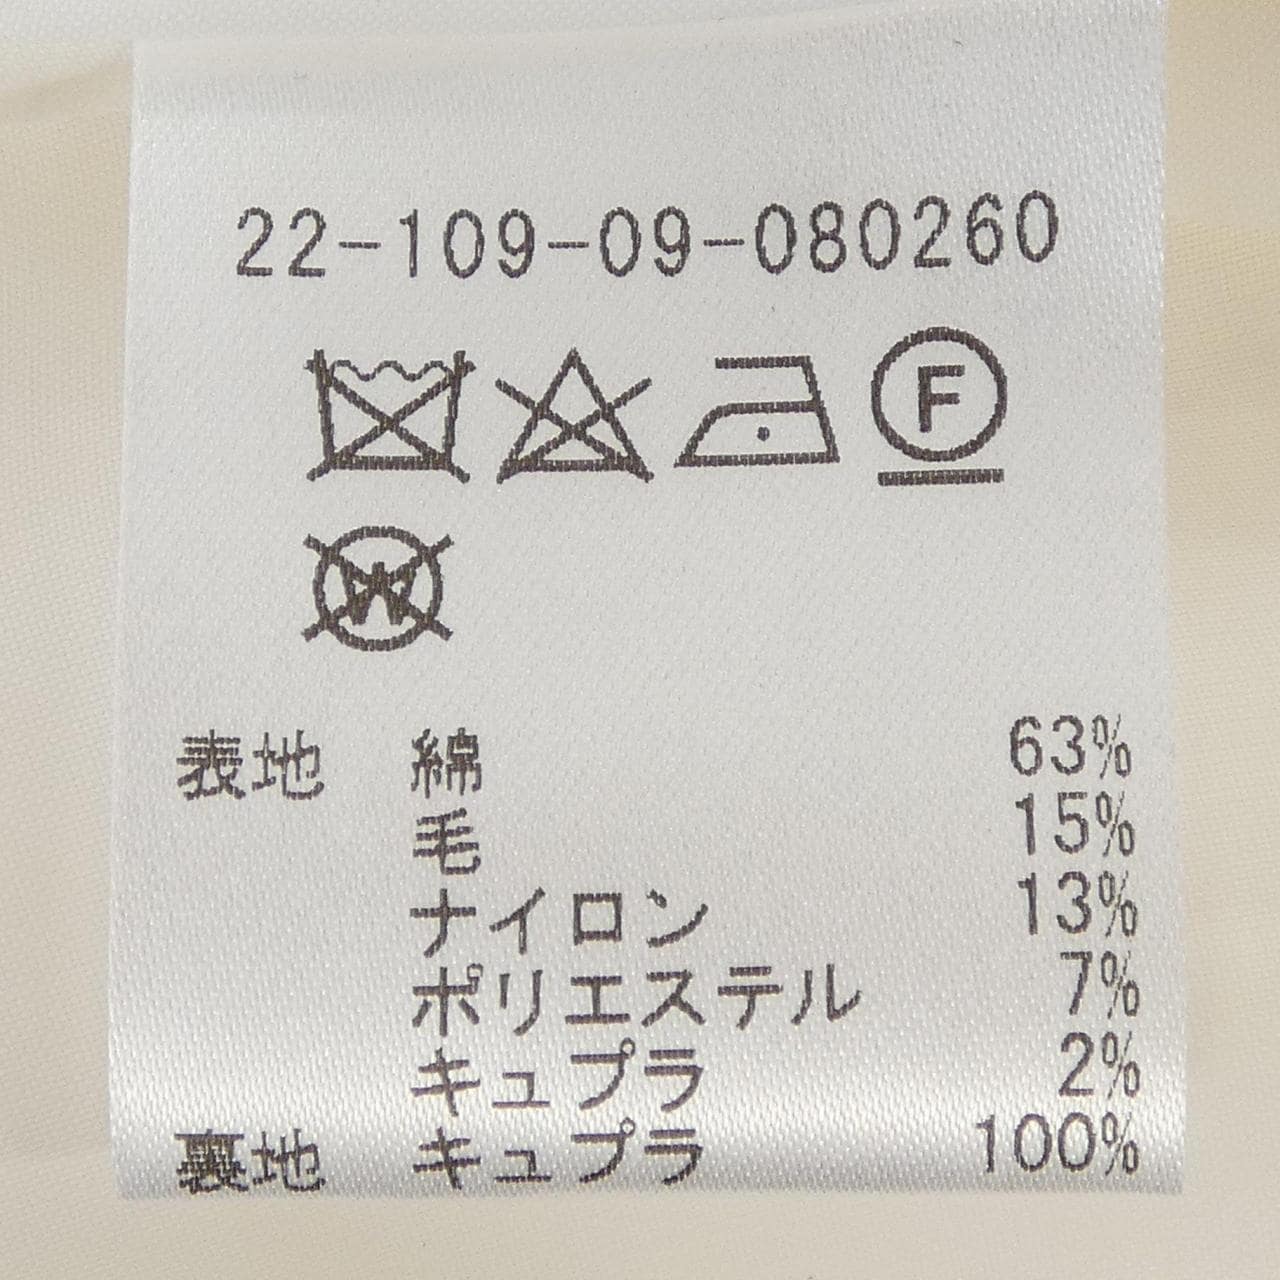 22-109-09-080260
F
W
表地 綿 63%
毛 15%
ナイロン 13%
ポリエステル 7%
キュプラ 2%
裏地 キュプラ 100%